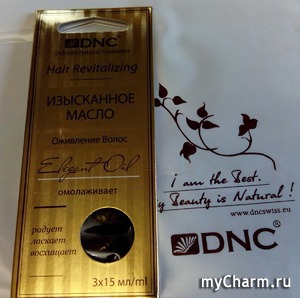 DNC
Hair Revitalizing
ИЗЫСКАННОЕ
МАСЛО
Оживление Волос
Elegant Oil
омолаживает
радует
ласкает
восхищает
3x15 мл/ml
i am the Best.
y Beauty is Natural !
www.dncswiss.eu
DNC®
myCharm.ru